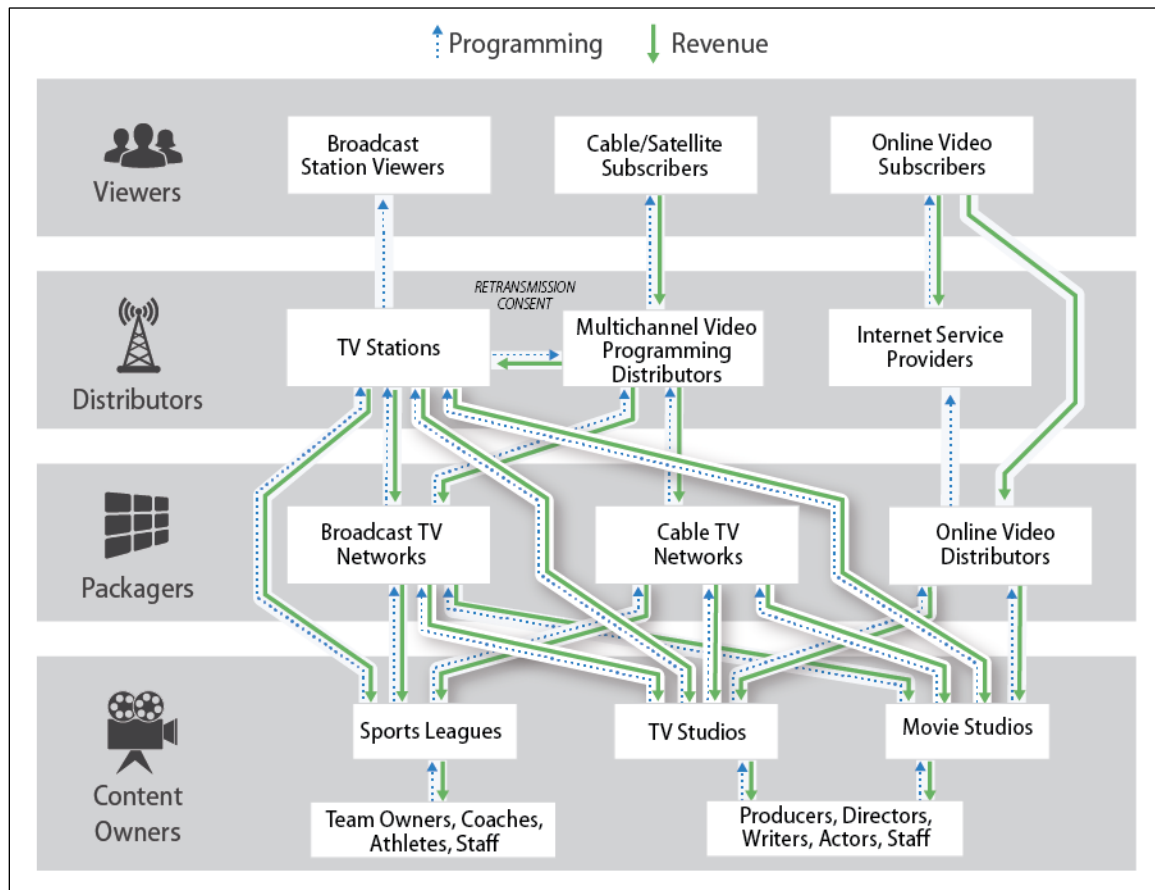 Programming
Revenue
Viewers
Broadcast
Station Viewers
Cable/Satellite
Subscribers
Online Video
Subscribers
Distributors
RETRANSMISSION
CONSENT
TV Stations
Multichannel Video
Programming
Distributors
Internet Service
Providers
Packagers
Broadcast TV
Networks
Cable TV
Networks
Online Video
Distributors
Content
Owners
Sports Leagues
TV Studios
Movie Studios
Team Owners, Coaches,
Athletes, Staff
Producers, Directors,
Writers, Actors, Staff